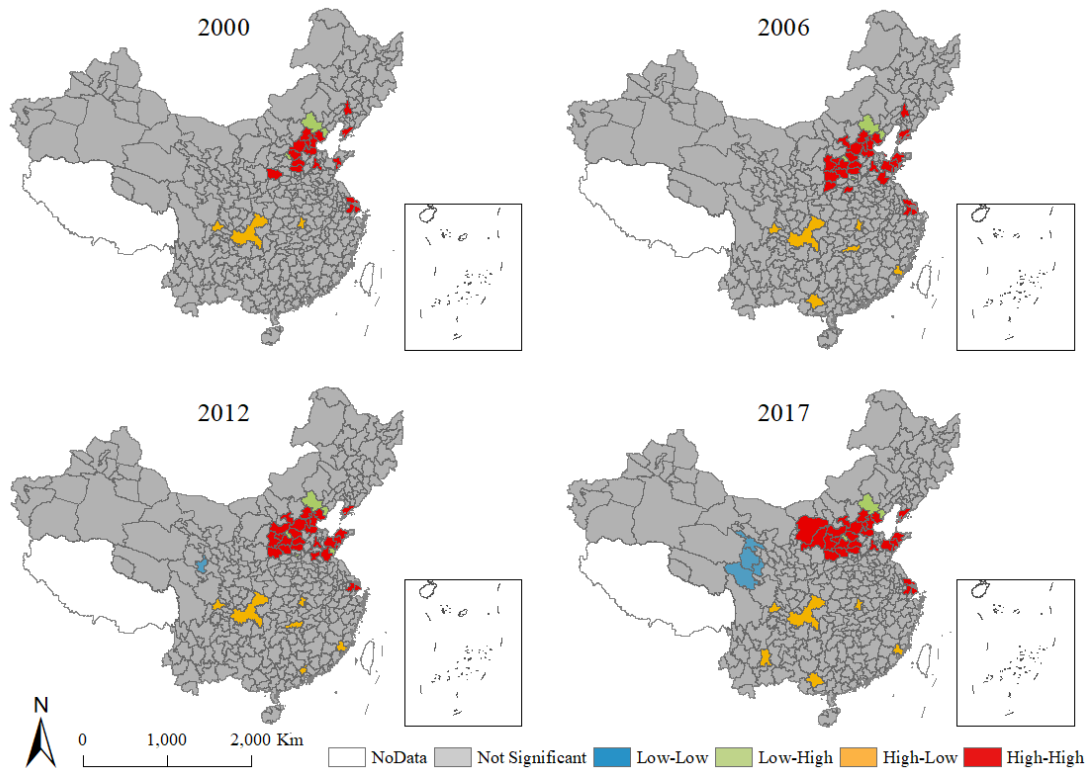 2000
2006
2012
2017
N
0 1,000 2,000 Km
NoData Not Significant Low-Low Low-High High-Low High-High